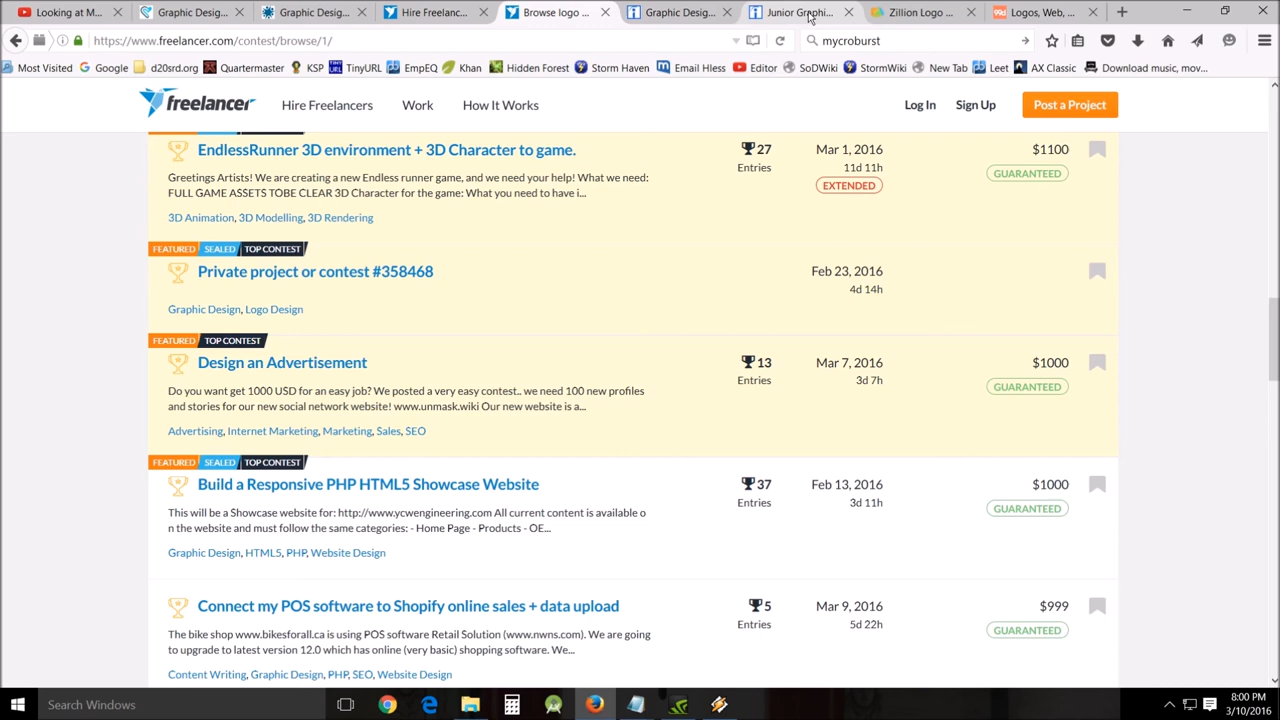 Looking at M...
Graphic Desig...
Graphic Desig...
Hire Freelanc...
Browse logo ...
Graphic Desig...
Junior Graphi...
Zillion Logo ...
99d Logos, Web, ...
https://www.freelancer.com/contest/browse/1/
mycroburst
Most Visited Google d20srd.org Quartermaster KSP TinyURL EmpEQ Khan Hidden Forest Storm Haven Email Hless Editor SoDWiki StormWiki New Tab Leet AX Classic Download music, mov...
freelancer Hire Freelancers Work How It Works Log In Sign Up Post a Project
EndlessRunner 3D environment + 3D Character to game. 27 Mar 1, 2016 $1100
Entries 11d 11h GUARANTEED
Greetings Artists! We are creating a new Endless runner game, and we need your help! What we need: EXTENDED
FULL GAME ASSETS TOBE CLEAR 3D Character for the game: What you need to have i...
3D Animation, 3D Modelling, 3D Rendering
FEATURED SEALED TOP CONTEST
Private project or contest #358468 Feb 23, 2016
4d 14h
Graphic Design, Logo Design
FEATURED TOP CONTEST
Design an Advertisement 13 Mar 7, 2016 $1000
Entries 3d 7h GUARANTEED
Do you want get 1000 USD for an easy job? We posted a very easy contest.. we need 100 new profiles
and stories for our new social network website! www.unmask.wiki Our new website is a...
Advertising, Internet Marketing, Marketing, Sales, SEO
FEATURED SEALED TOP CONTEST
Build a Responsive PHP HTML5 Showcase Website 37 Feb 13, 2016 $1000
Entries 3d 11h GUARANTEED
This will be a Showcase website for: http://www.ycwengineering.com All current content is available o
n the website and must follow the same categories: - Home Page - Products - OE...
Graphic Design, HTML5, PHP, Website Design
Connect my POS software to Shopify online sales + data upload 5 Mar 9, 2016 $999
Entries 5d 22h GUARANTEED
The bike shop www.bikesforall.ca is using POS software Retail Solution (www.nwns.com). We are going
to upgrade to latest version 12.0 which has online (very basic) shopping software. We...
Content Writing, Graphic Design, PHP, SEO, Website Design
Search Windows
8:00 PM
3/10/2016